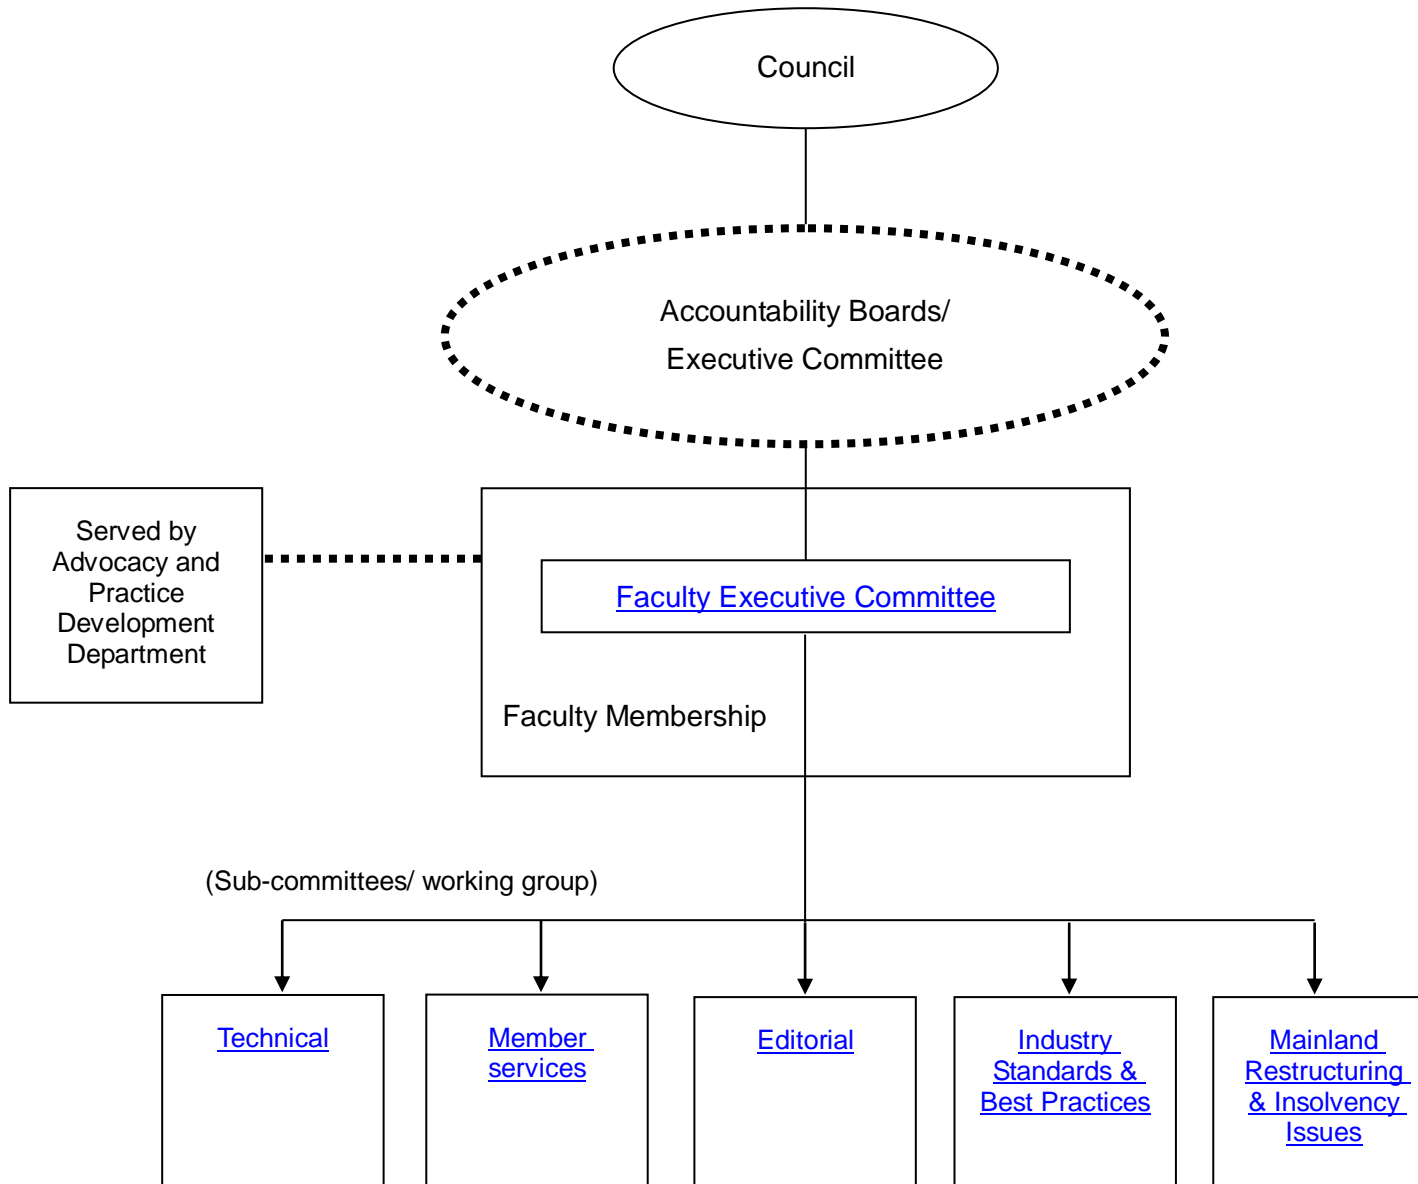 Council
Accountability Boards/
Executive Committee
Served by
Advocacy and
Practice
Development
Department
Faculty Executive Committee
Faculty Membership
(Sub-committees/ working group)
Technical
Member
services
Editorial
Industry
Standards &
Best Practices
Mainland
Restructuring
& Insolvency
Issues